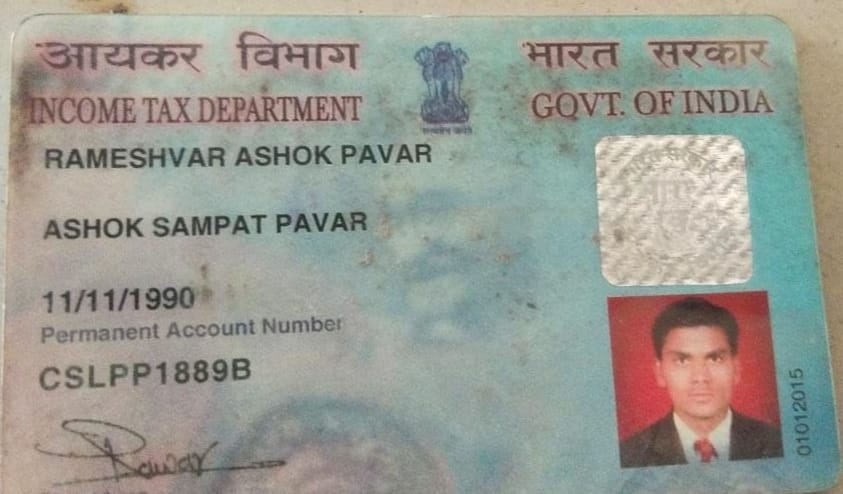 आयकर विभाग
भारत सरकार
INCOME TAX DEPARTMENT
GOVT. OF INDIA
सत्यमेव जयते
RAMESHVAR ASHOK PAVAR
ASHOK SAMPAT PAVAR
11/11/1990
Permanent Account Number
CSLPP1889B
01012015